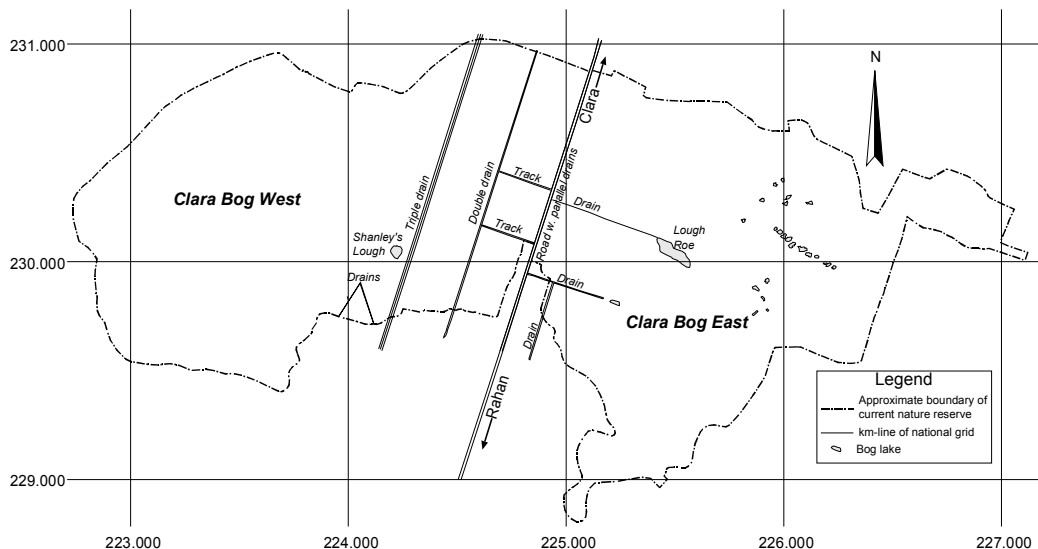 231.000
230.000
229.000
223.000
224.000
225.000
226.000
227.000
Clara Bog West
Shanley's
Lough
Drains
Triple drain
Double drain
Track
Track
Road w. parallel drains
Clara
Rahan
Drain
Drain
Drain
Lough
Roe
Clara Bog East
N
Legend
Approximate boundary of
current nature reserve
km-line of national grid
Bog lake